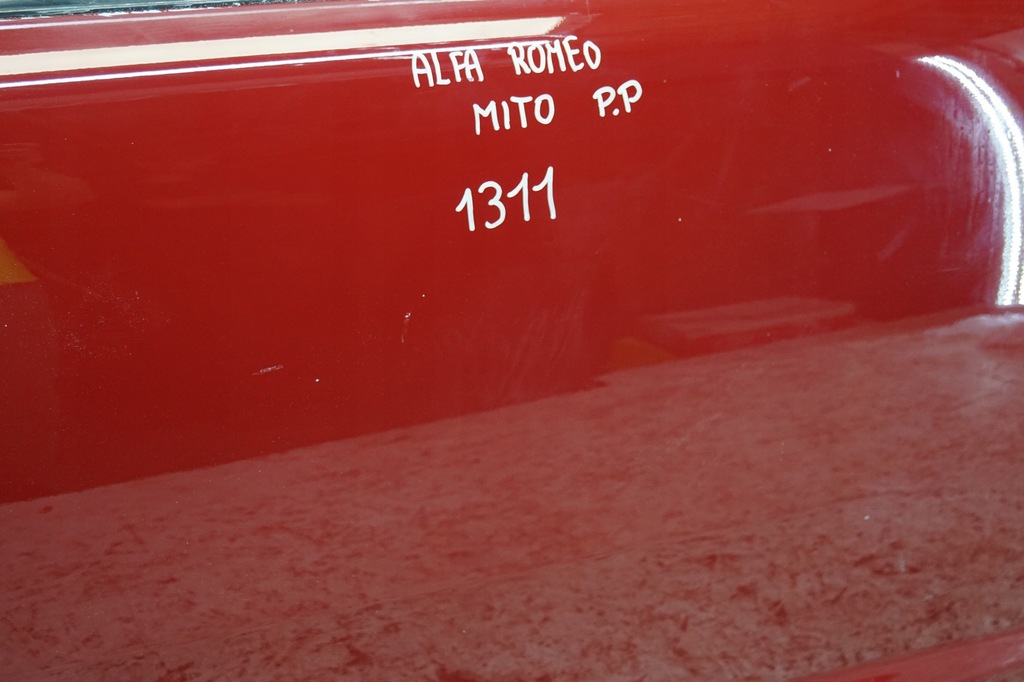 ALFA ROMEO
MITO P.P
1311